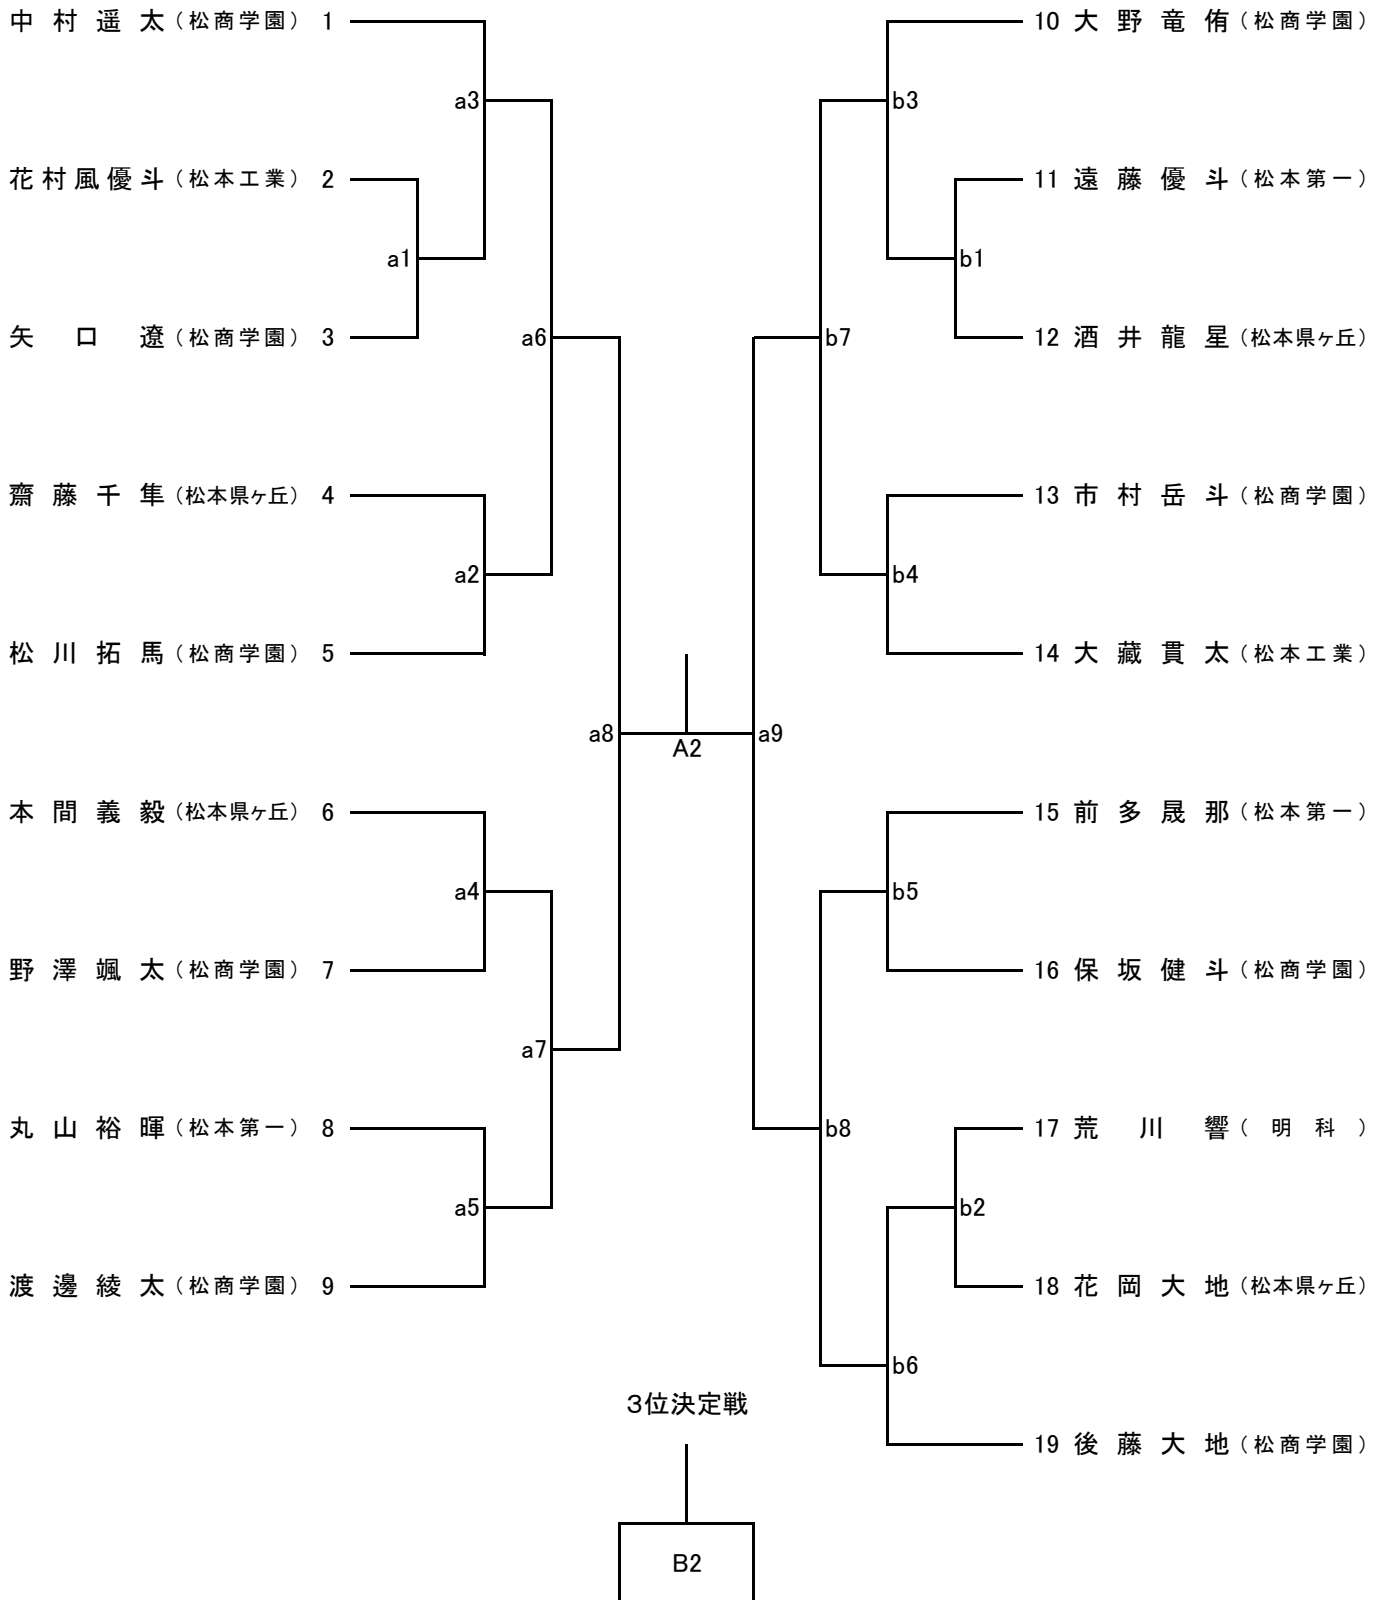 中村遥太（松商学園） 1
a3
花村風優斗（松本工業） 2
a1
矢口遼（松商学園） 3
a6
齋藤千隼（松本県ヶ丘） 4
a2
松川拓馬（松商学園） 5
a8
本間義毅（松本県ヶ丘） 6
a4
野澤颯太（松商学園） 7
a7
丸山裕暉（松本第一） 8
a5
渡邊綾太（松商学園） 9
A2
10 大野竜侑（松商学園）
b3
11 遠藤優斗（松本第一）
b1
12 酒井龍星（松本県ヶ丘）
b7
13 市村岳斗（松商学園）
b4
14 大藏貫太（松本工業）
a9
15 前多晟那（松本第一）
b5
16 保坂健斗（松商学園）
b8
17 荒川響（明科）
b2
18 花岡大地（松本県ヶ丘）
b6
19 後藤大地（松商学園）
３位決定戦
B2